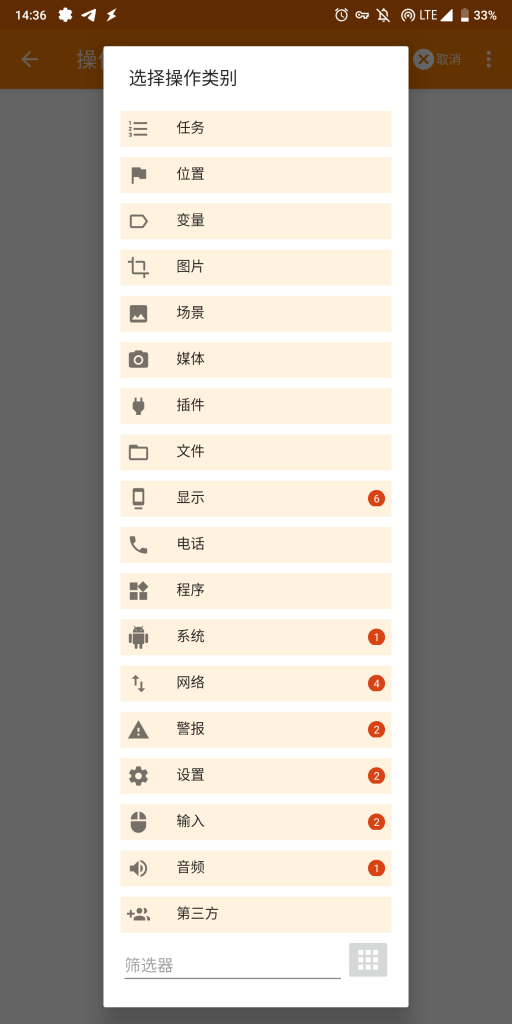 14:36 LTE 33%
操 取消
选择操作类别
任务
位置
变量
图片
场景
媒体
插件
文件
显示 6
电话
程序
系统 1
网络 4
警报 2
设置 2
输入 2
音频 1
第三方
筛选器